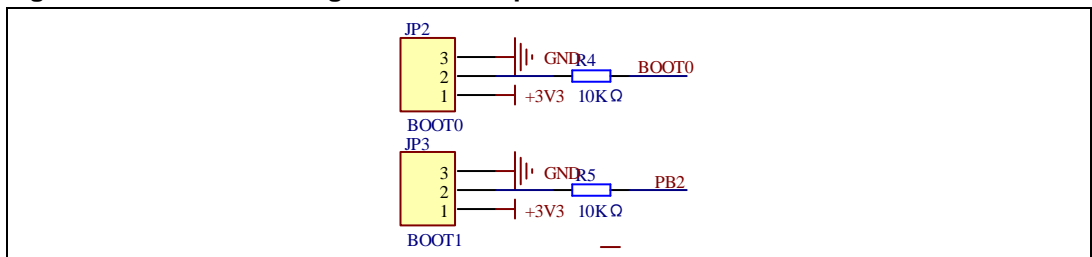 JP2
3 GND R4 BOOT0
2
1 +3V3 10KΩ
BOOT0
JP3
3 GND R5 PB2
2
1 +3V3 10KΩ
BOOT1